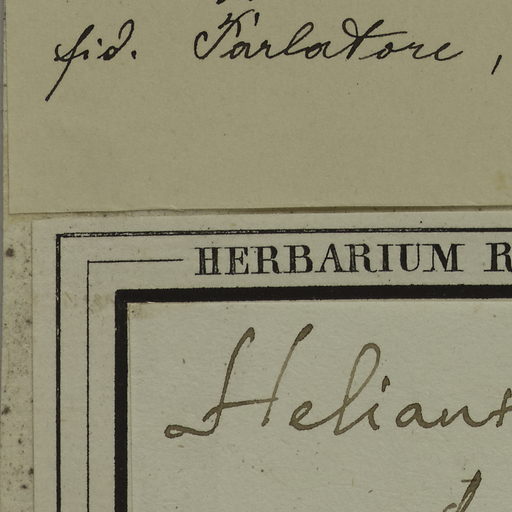 fid. Parlatore,
HERBARIUM R
Helian